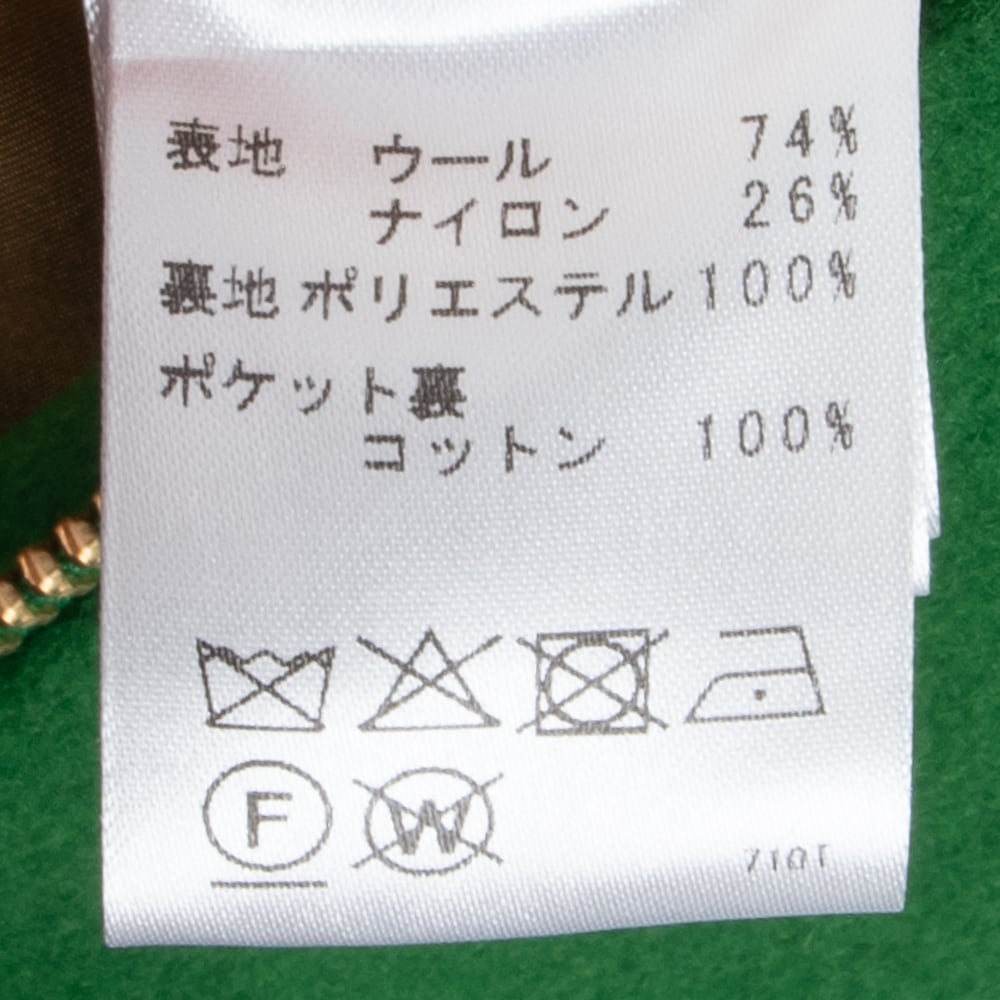 表地 ウール 74%
ナイロン 26%
裏地 ポリエステル 100%
ポケット裏
コットン 100%
F W